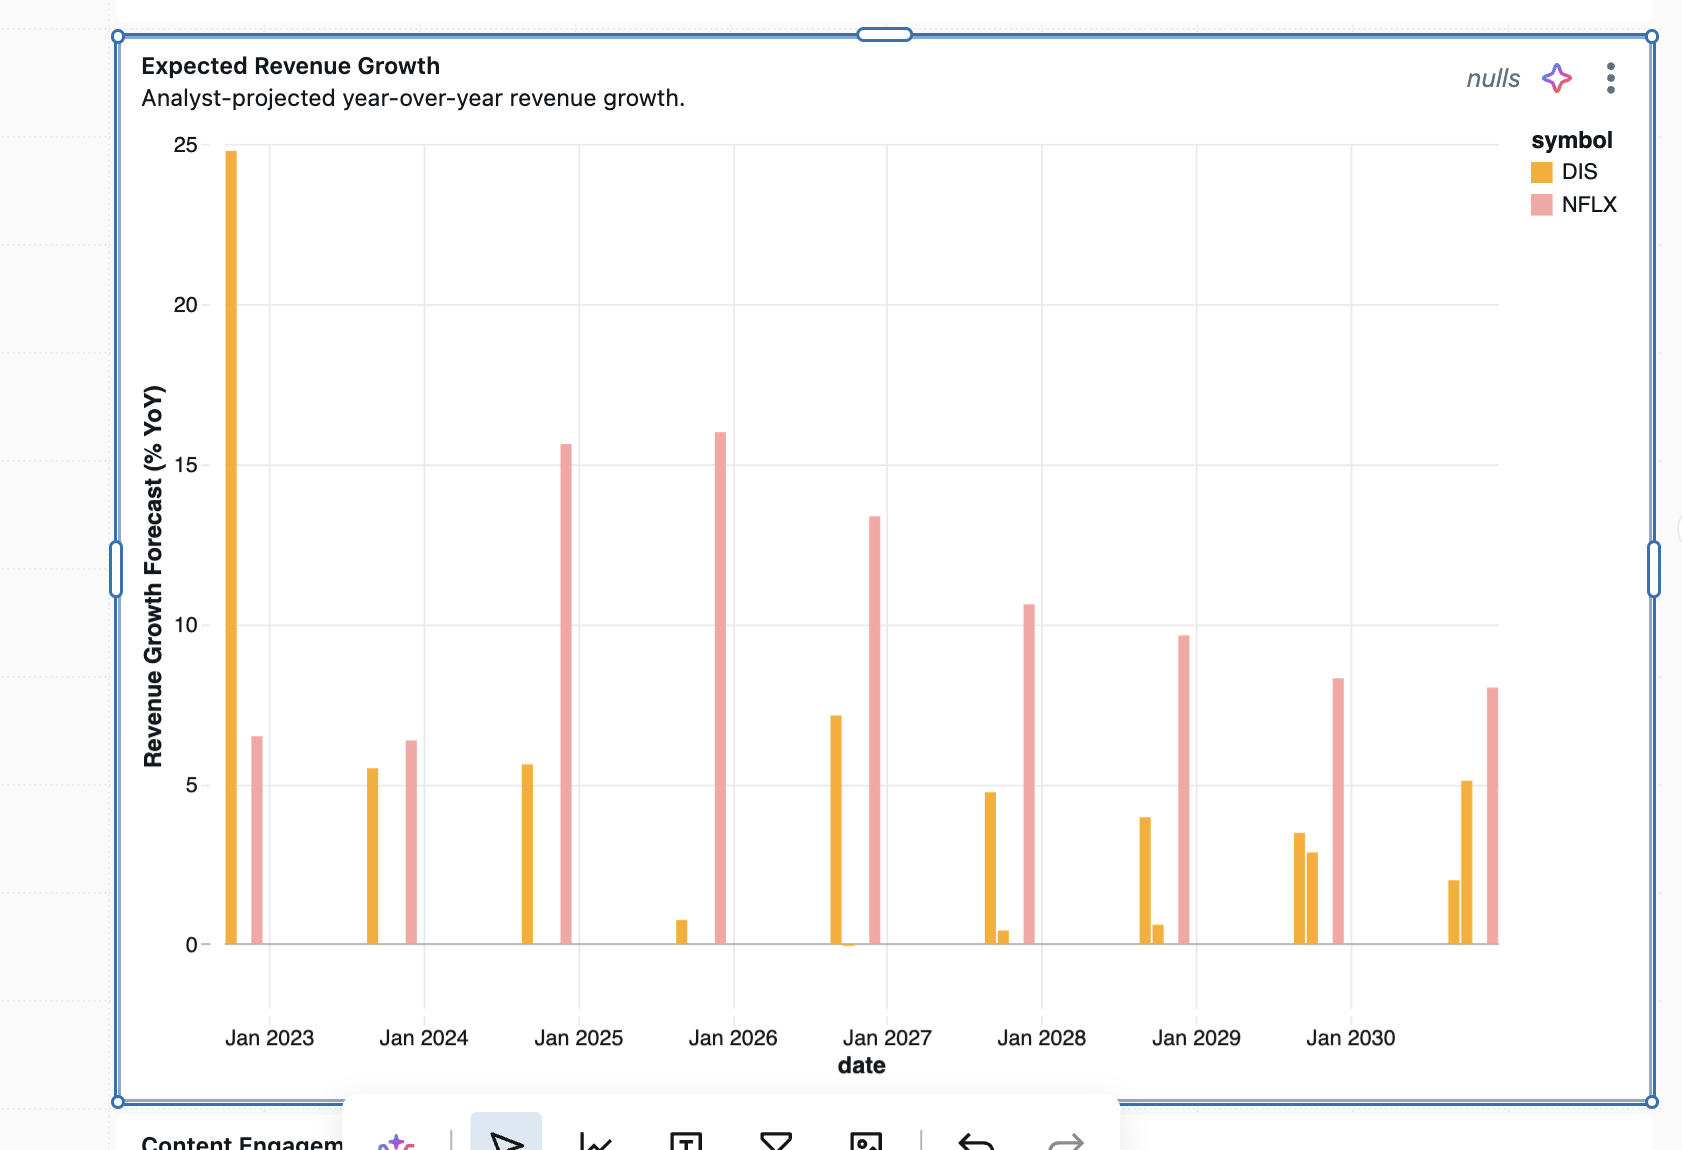 Expected Revenue Growth
Analyst-projected year-over-year revenue growth.
nulls
symbol
DIS
NFLX
Revenue Growth Forecast (% YoY)
25
20
15
10
5
0
Jan 2023 Jan 2024 Jan 2025 Jan 2026 Jan 2027 Jan 2028 Jan 2029 Jan 2030
date
Content Engagem
T